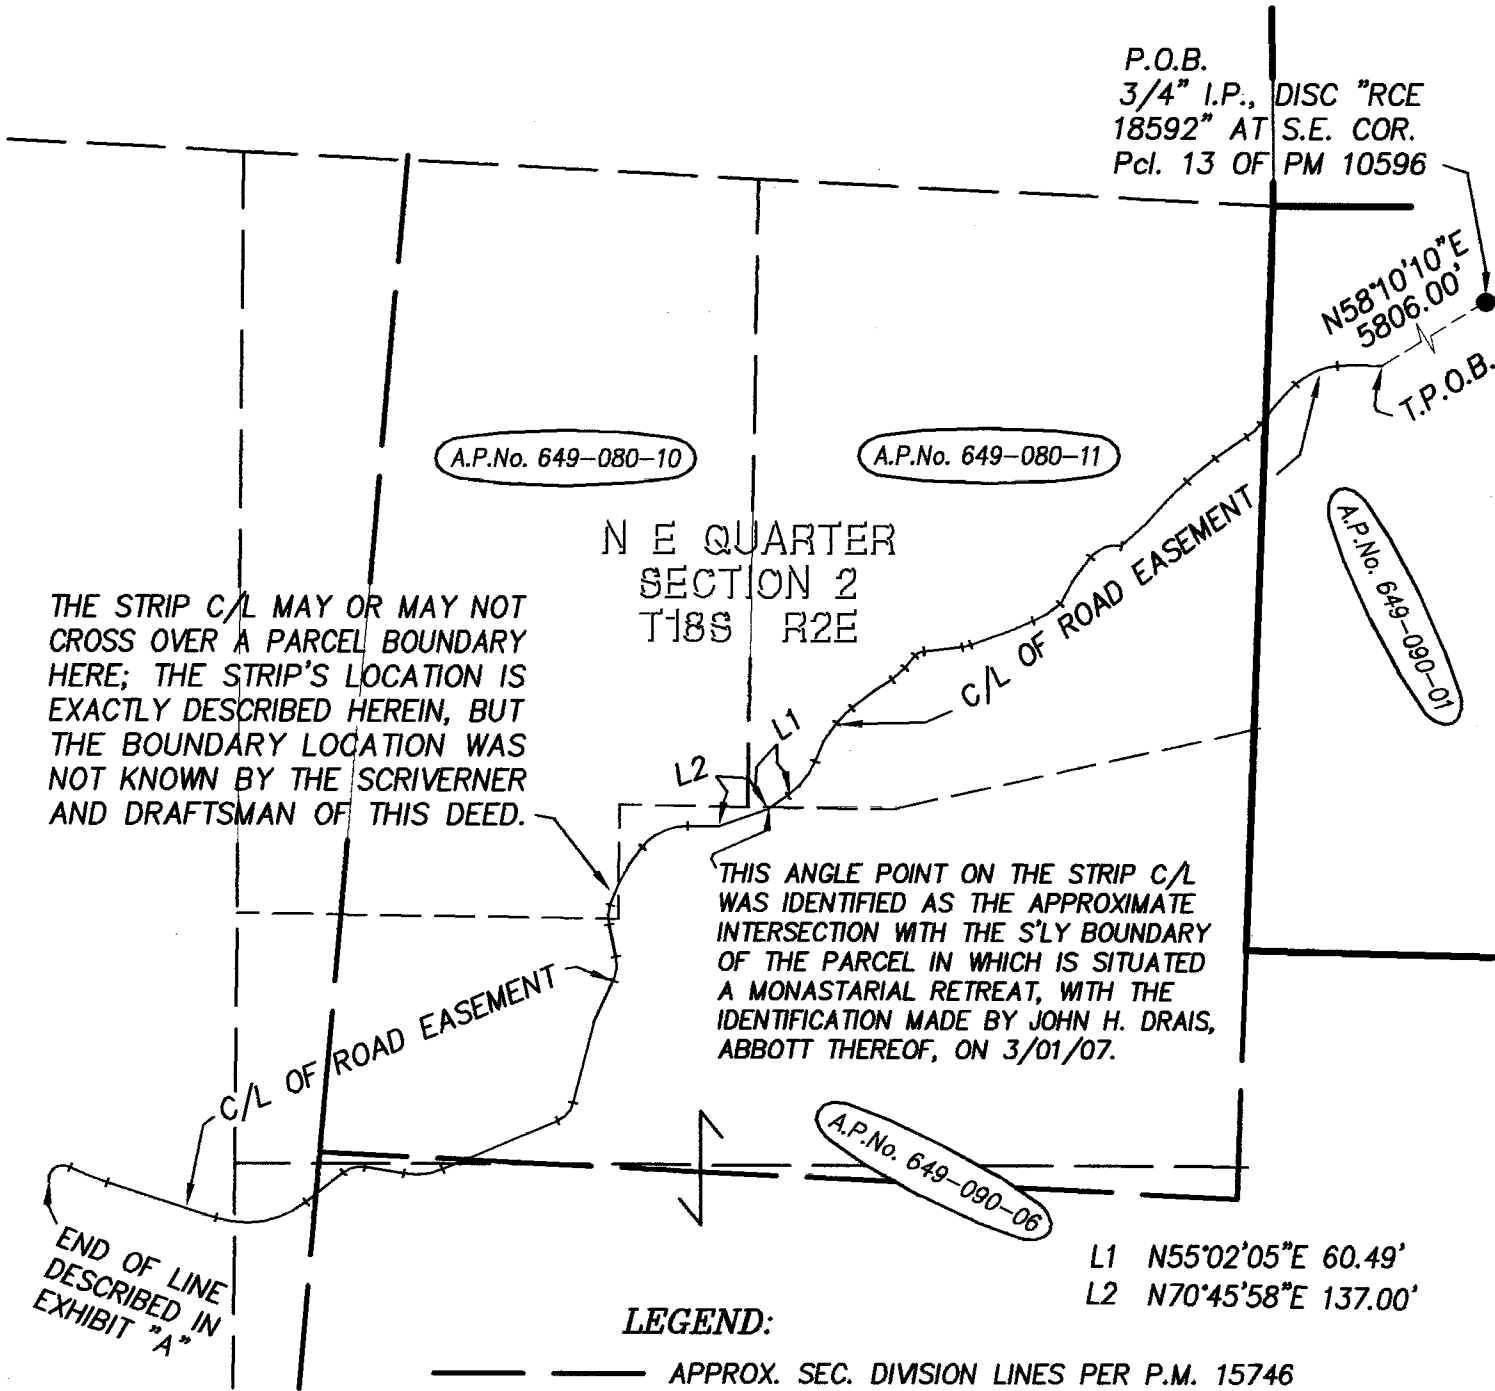 P.O.B.
3/4" I.P., DISC "RCE
18592" AT S.E. COR.
Pcl. 13 OF PM 10596
N58°10'10"E
5806.00'
T.P.O.B.
A.P.No. 649-080-10
A.P.No. 649-080-11
A.P.No. 649-090-01
N E QUARTER
SECTION 2
T18S R2E
THE STRIP C/L MAY OR MAY NOT
CROSS OVER A PARCEL BOUNDARY
HERE; THE STRIP'S LOCATION IS
EXACTLY DESCRIBED HEREIN, BUT
THE BOUNDARY LOCATION WAS
NOT KNOWN BY THE SCRIVERNER
AND DRAFTSMAN OF THIS DEED.
C/L OF ROAD EASEMENT
L1
L2
THIS ANGLE POINT ON THE STRIP C/L
WAS IDENTIFIED AS THE APPROXIMATE
INTERSECTION WITH THE S'LY BOUNDARY
OF THE PARCEL IN WHICH IS SITUATED
A MONASTARIAL RETREAT, WITH THE
IDENTIFICATION MADE BY JOHN H. DRAIS,
ABBOTT THEREOF, ON 3/01/07.
C/L OF ROAD EASEMENT
A.P.No. 649-090-06
END OF LINE
DESCRIBED IN
EXHIBIT "A"
L1 N55°02'05"E 60.49'
L2 N70°45'58"E 137.00'
LEGEND:
APPROX. SEC. DIVISION LINES PER P.M. 15746